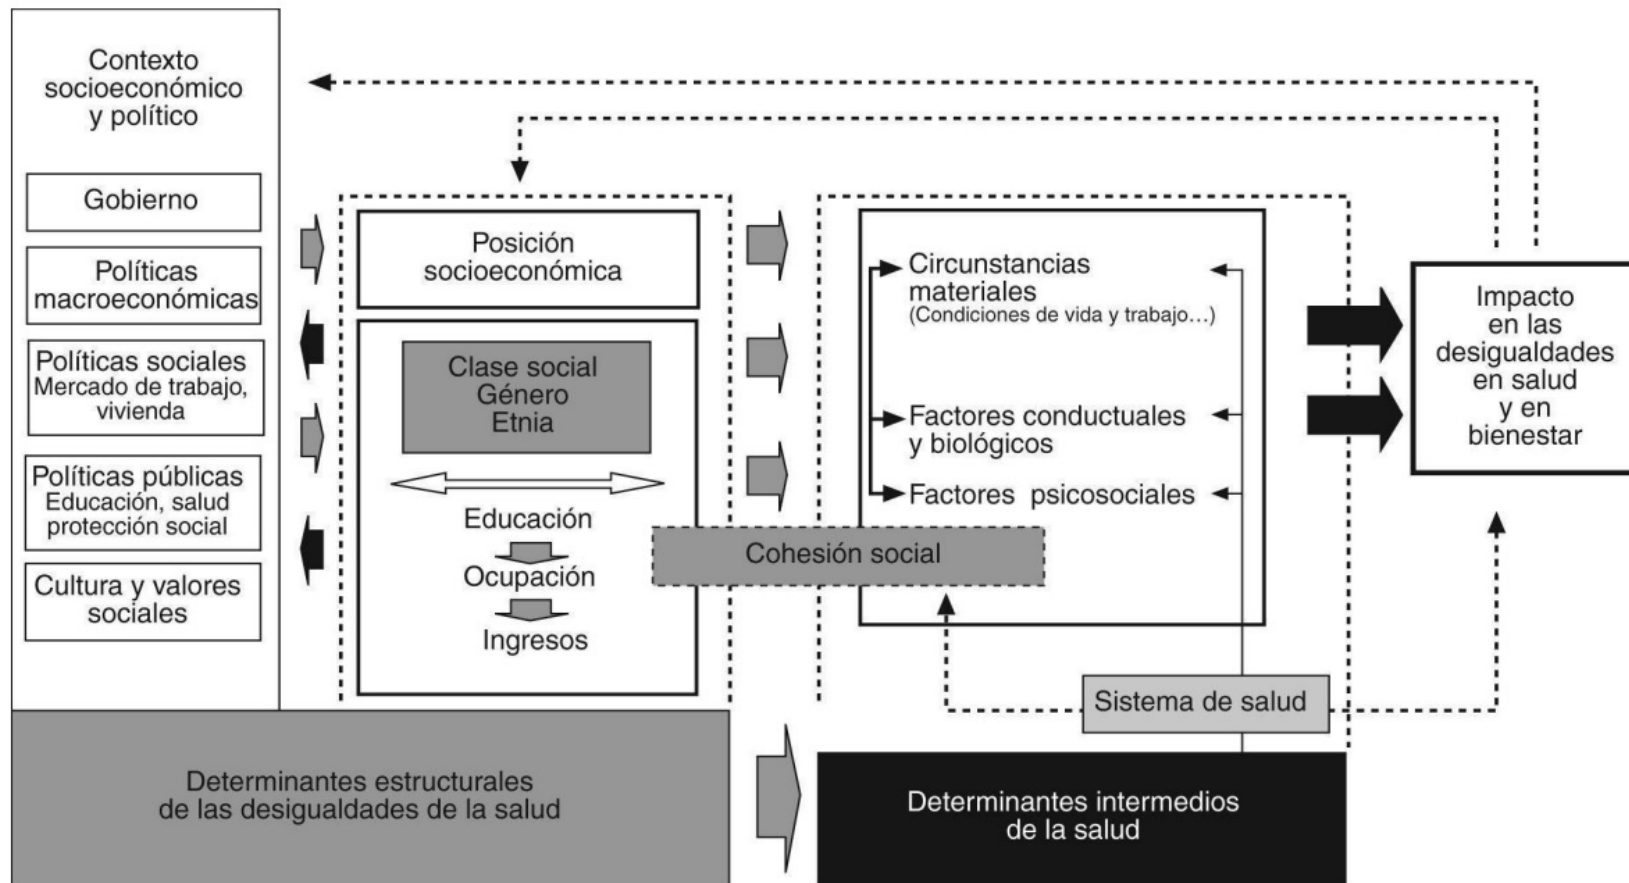 Contexto
socioeconómico
y político
Gobierno
Políticas
macroeconómicas
Políticas sociales
Mercado de trabajo,
vivienda
Políticas públicas
Educación, salud
protección social
Cultura y valores
sociales
Posición
socioeconómica
Clase social
Género
Etnia
Educación
Ocupación
Ingresos
Cohesión social
Circunstancias
materiales
(Condiciones de vida y trabajo…)
Factores conductuales
y biológicos
Factores psicosociales
Sistema de salud
Impacto
en las
desigualdades
en salud
y en
bienestar
Determinantes estructurales
de las desigualdades de la salud
Determinantes intermedios
de la salud